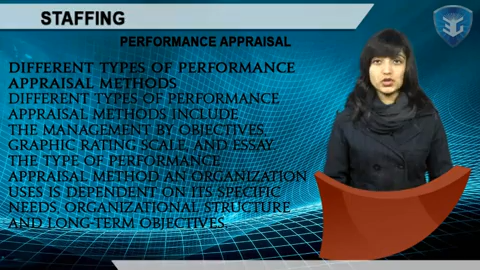 STAFFING
PERFORMANCE APPRAISAL
DIFFERENT TYPES OF PERFORMANCE
APPRAISAL METHODS
DIFFERENT TYPES OF PERFORMANCE
APPRAISAL METHODS INCLUDE
THE MANAGEMENT BY OBJECTIVES,
GRAPHIC RATING SCALE, AND ESSAY.
THE TYPE OF PERFORMANCE
APPRAISAL METHOD AN ORGANIZATION
USES IS DEPENDENT ON ITS SPECIFIC
NEEDS, ORGANIZATIONAL STRUCTURE
AND LONG-TERM OBJECTIVES.